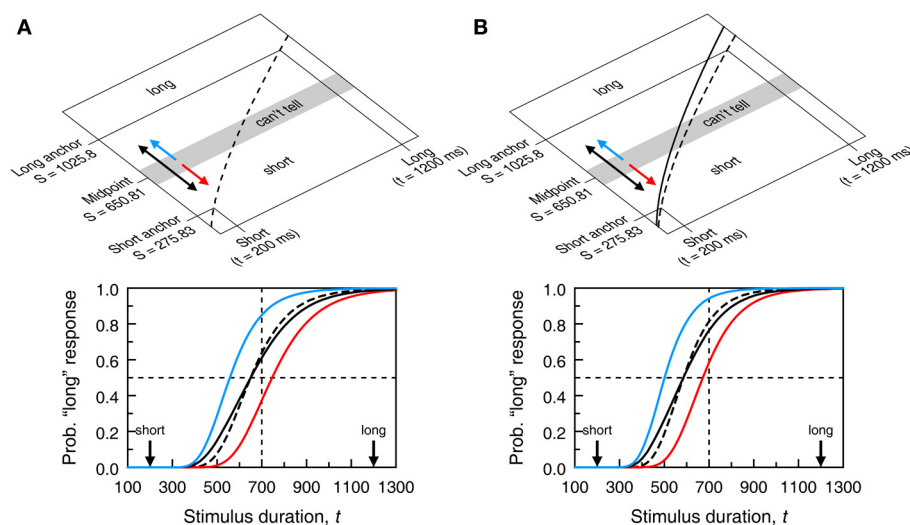 A
long
can't tell
short
Long anchor
S = 1025.8
Midpoint
S = 650.81
Short anchor
S = 275.83
Short
(t = 200 ms)
Long
(t = 1200 ms)
B
long
can't tell
short
Long anchor
S = 1025.8
Midpoint
S = 650.81
Short anchor
S = 275.83
Short
(t = 200 ms)
Long
(t = 1200 ms)
Prob. “long” response
1.0
0.8
0.6
0.4
0.2
0.0
short
long
100 300 500 700 900 1100 1300
Stimulus duration, t
Prob. “long” response
1.0
0.8
0.6
0.4
0.2
0.0
short
long
100 300 500 700 900 1100 1300
Stimulus duration, t